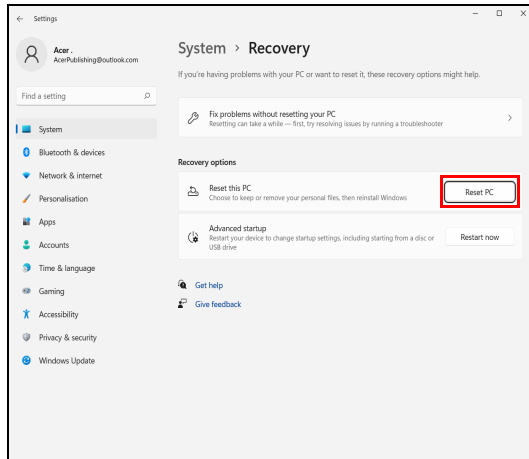 Settings
Acer .
AcerPublishing@outlook.com
Find a setting
System
Bluetooth & devices
Network & internet
Personalisation
Apps
Accounts
Time & language
Gaming
Accessibility
Privacy & security
Windows Update
System > Recovery
If you're having problems with your PC or want to reset it, these recovery options might help.
Fix problems without resetting your PC
Resetting can take a while — first, try resolving issues by running a troubleshooter
Recovery options
Reset this PC
Choose to keep or remove your personal files, then reinstall Windows
Reset PC
Advanced startup
Restart your device to change startup settings, including starting from a disc or
USB drive
Restart now
Get help
Give feedback